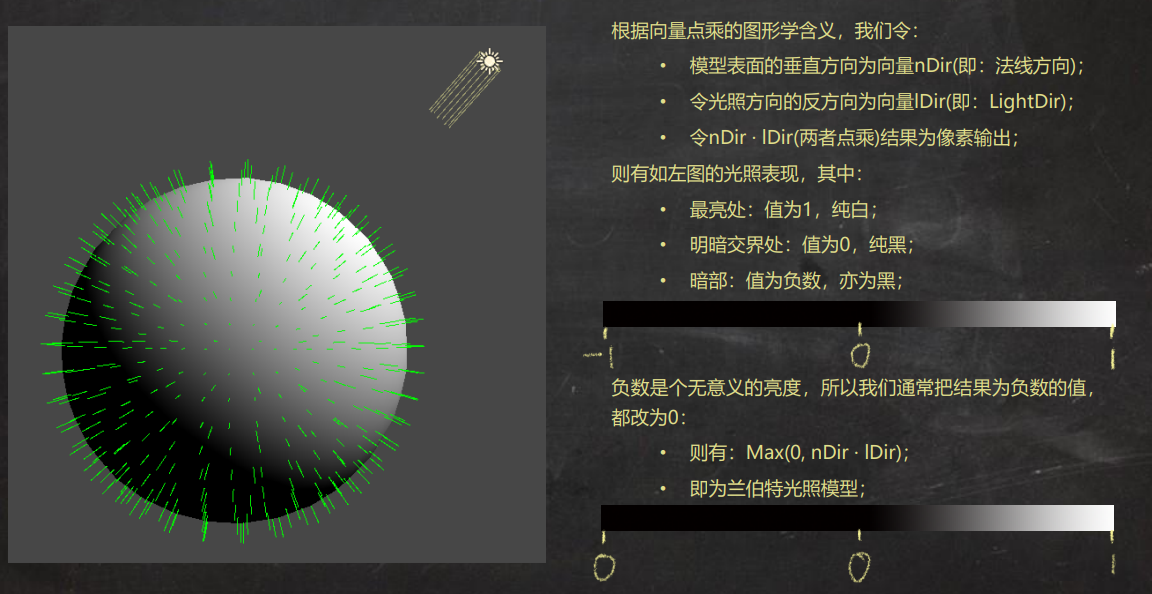 根据向量点乘的图形学含义，我们令：
• 模型表面的垂直方向为向量nDir(即：法线方向)；
• 令光照方向的反方向为向量lDir(即：LightDir)；
• 令nDir · lDir(两者点乘)结果为像素输出；
则有如左图的光照表现，其中：
• 最亮处：值为1，纯白；
• 明暗交界处：值为0，纯黑；
• 暗部：值为负数，亦为黑；
-1 0 1
负数是个无意义的亮度，所以我们通常把结果为负数的值，
都改为0：
• 则有：Max(0, nDir · lDir)；
• 即为兰伯特光照模型；
0 0 1